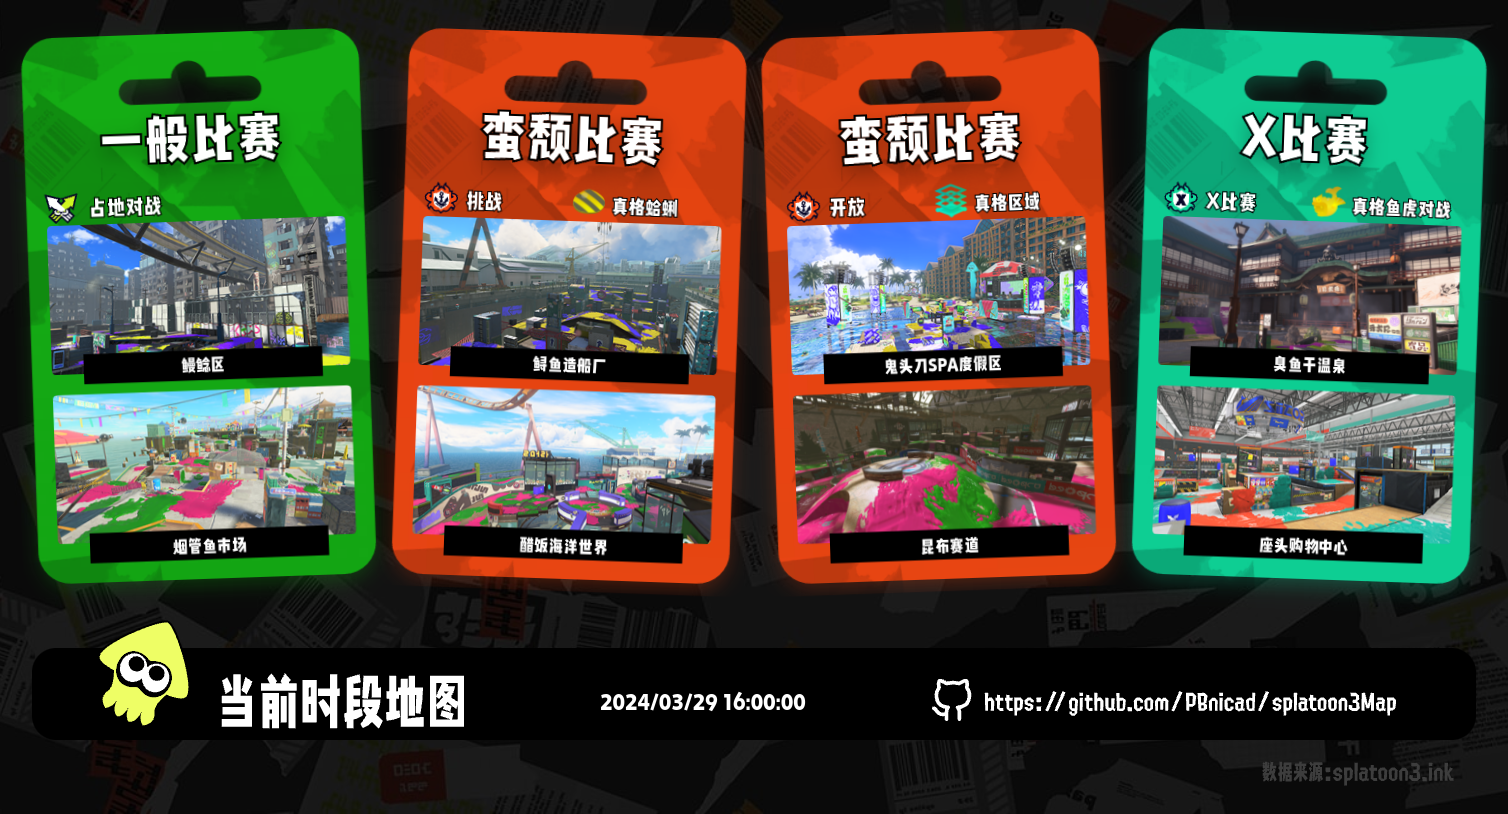 一般比赛
占地对战
鳗鲶区
烟管鱼市场
蛮颓比赛
挑战
真格蛤蜊
鲟鱼造船厂
醋饭海洋世界
蛮颓比赛
开放
真格区域
鬼头刀SPA度假区
昆布赛道
X比赛
X比赛
真格鱼虎对战
臭鱼干温泉
座头购物中心
当前时段地图
2024/03/29 16:00:00
https://github.com/PBnicad/splatoon3Map
数据来源:splatoon3.ink